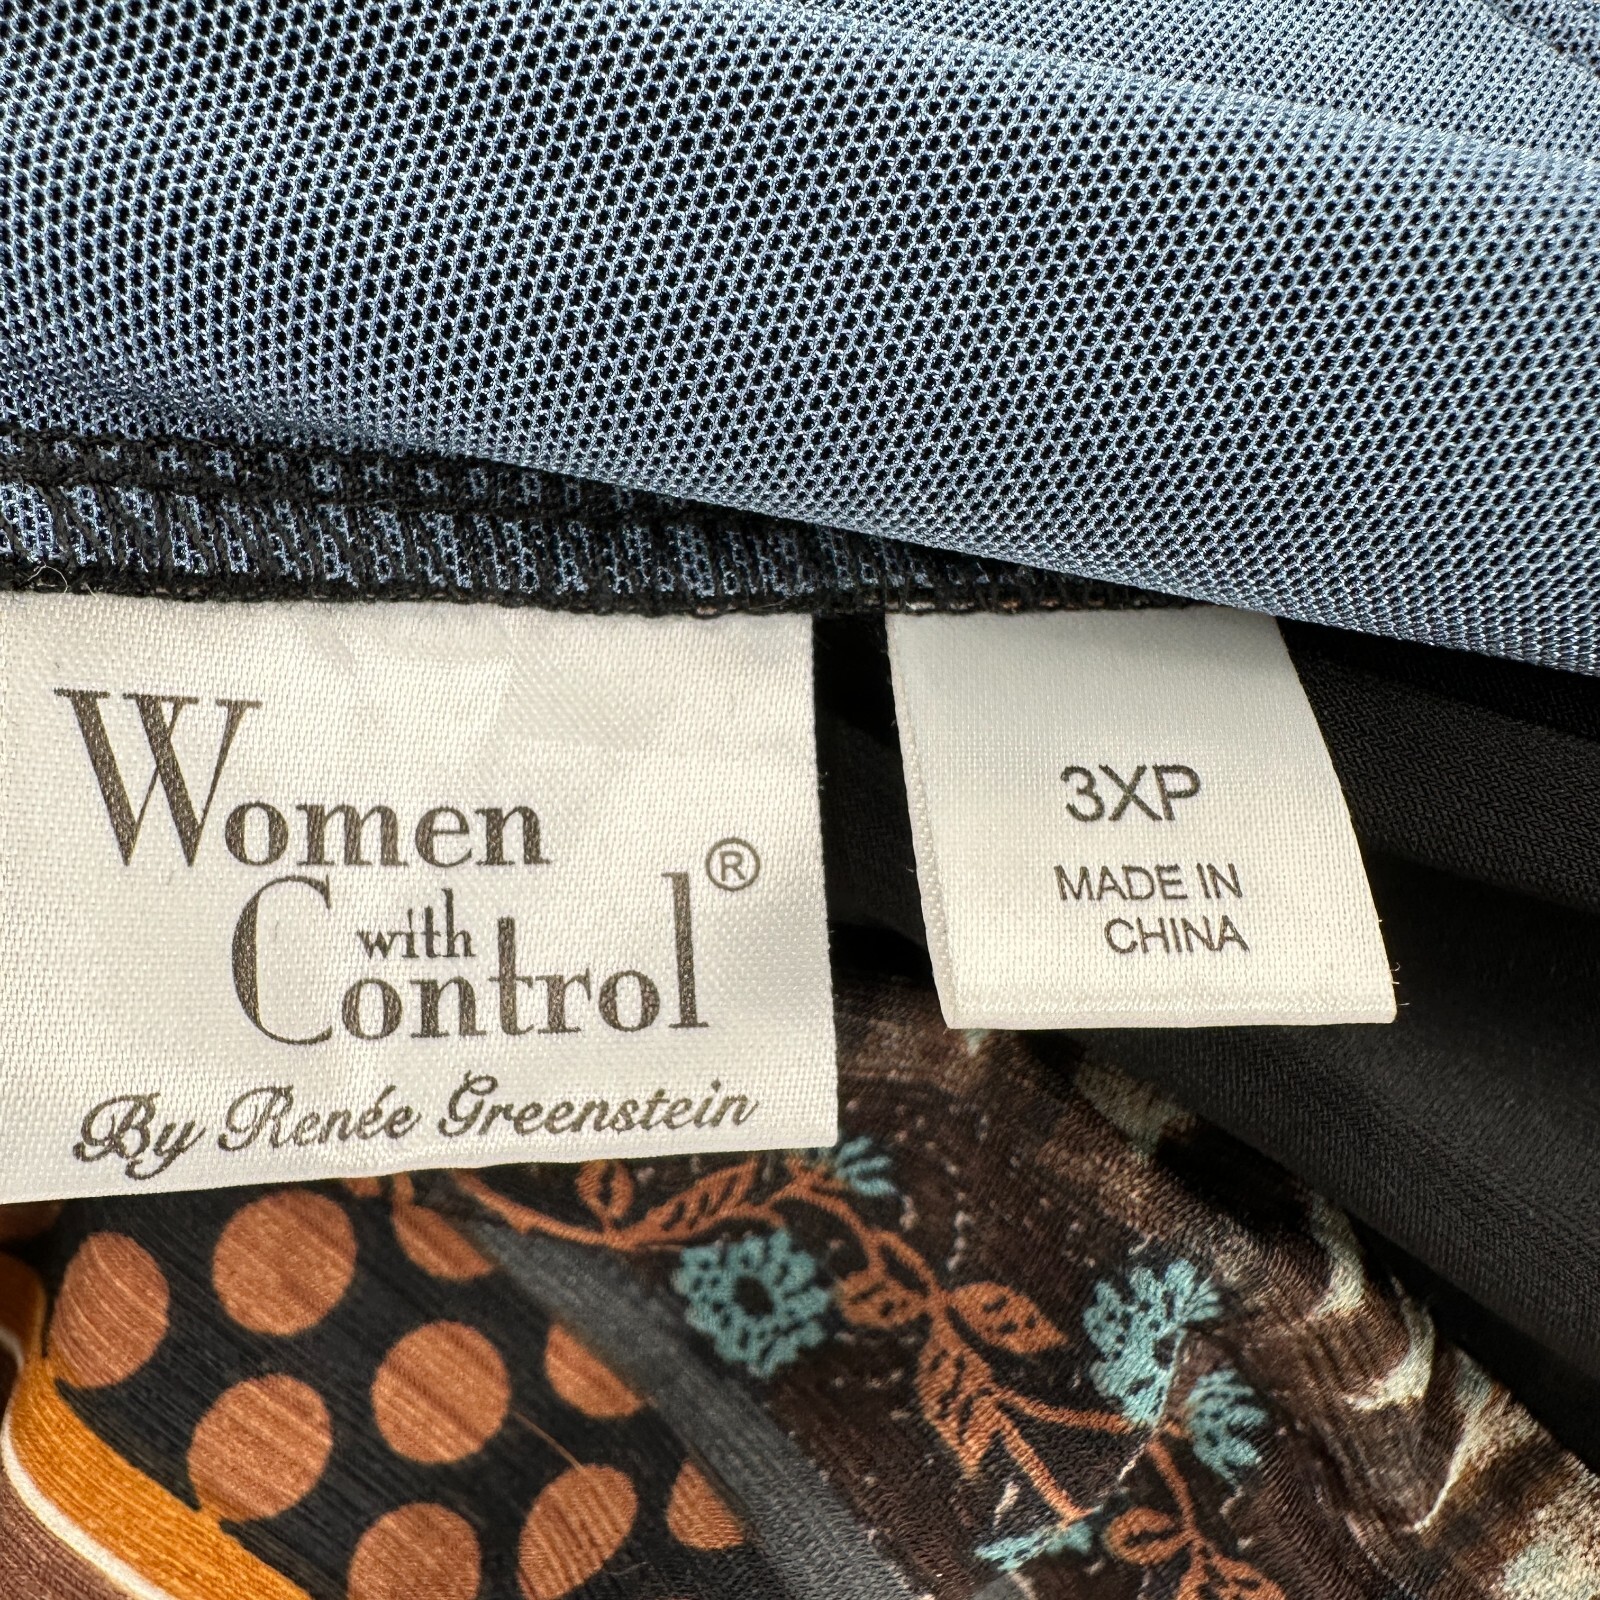 Women
with
Control®
By Renée Greenstein
3XP
MADE IN
CHINA